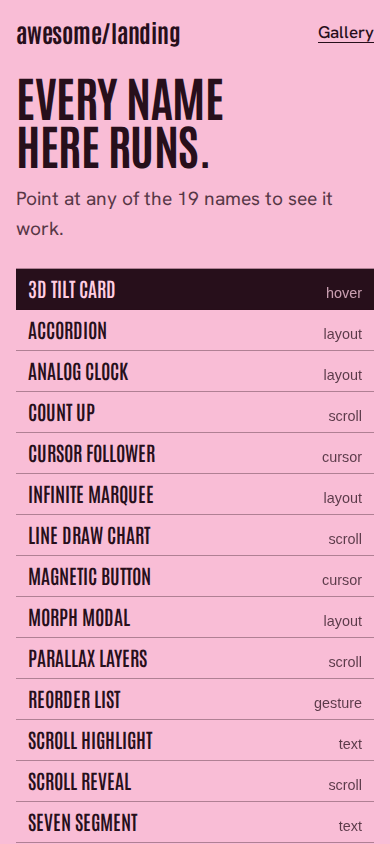 awesome/landing
Gallery
EVERY NAME
HERE RUNS.
Point at any of the 19 names to see it
work.
3D TILT CARD hover
ACCORDION layout
ANALOG CLOCK layout
COUNT UP scroll
CURSOR FOLLOWER cursor
INFINITE MARQUEE layout
LINE DRAW CHART scroll
MAGNETIC BUTTON cursor
MORPH MODAL layout
PARALLAX LAYERS scroll
REORDER LIST gesture
SCROLL HIGHLIGHT text
SCROLL REVEAL scroll
SEVEN SEGMENT text